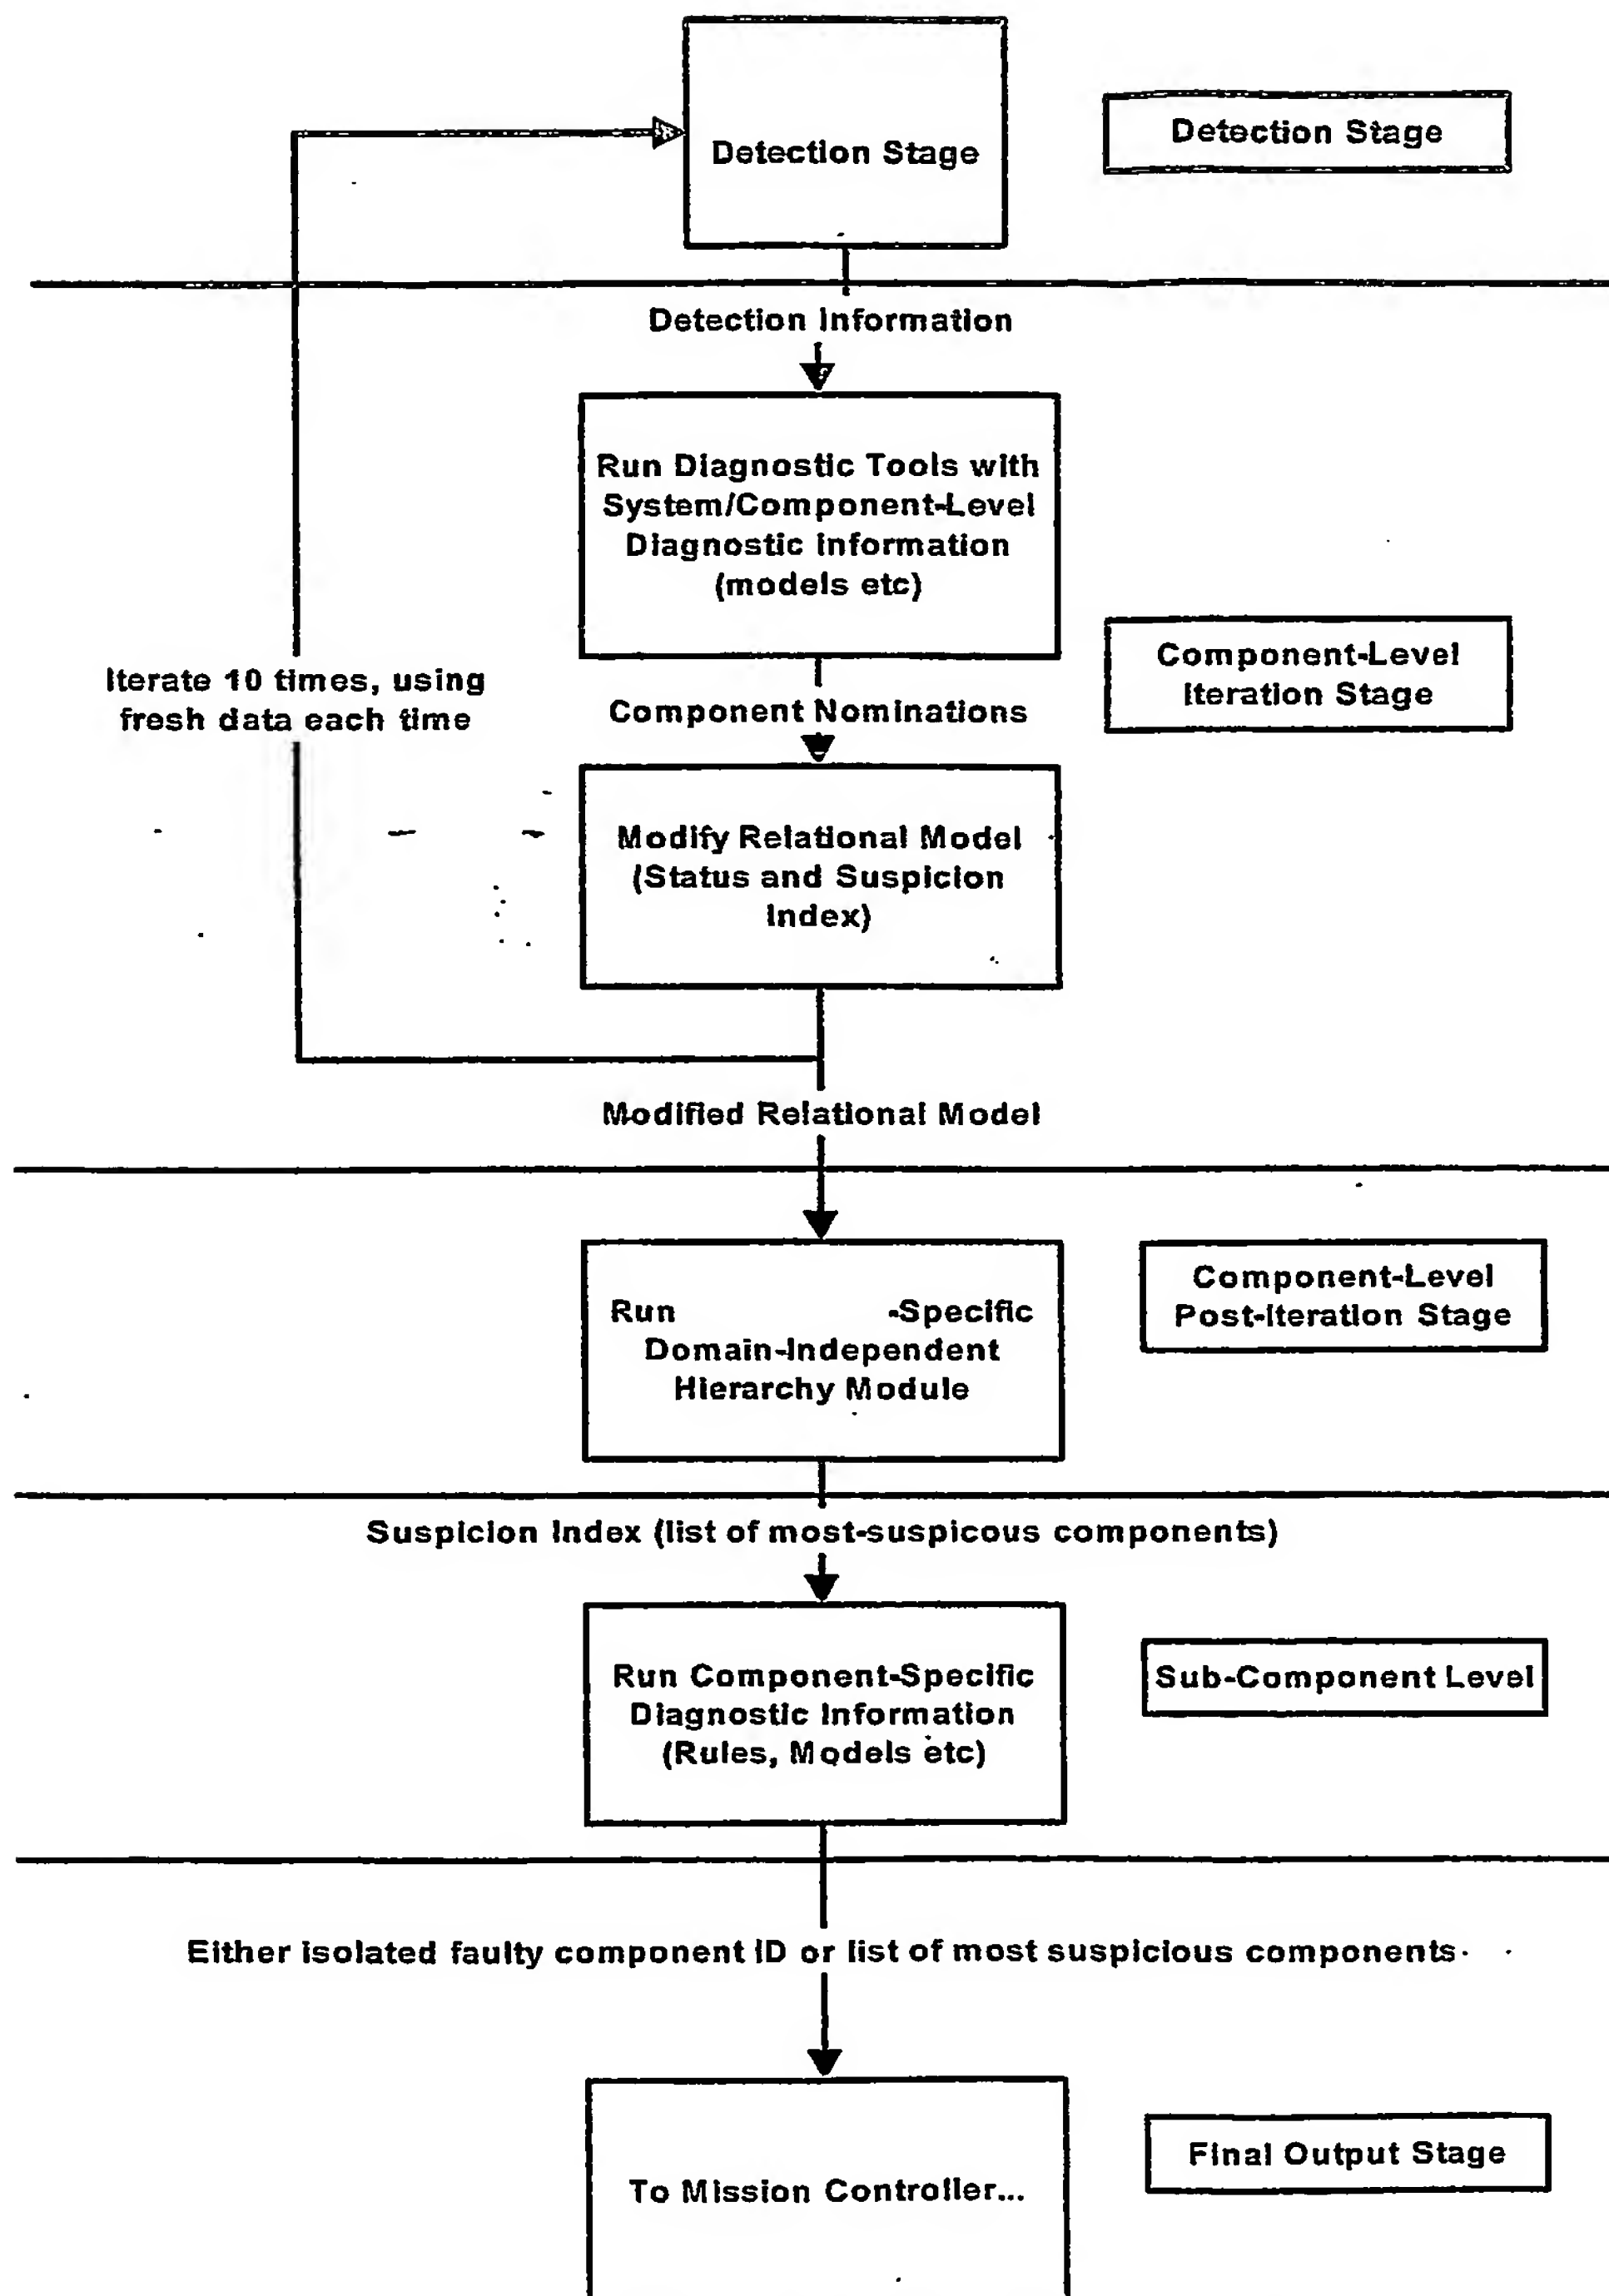 Detection Stage
Detection Stage
Detection Information
Run Diagnostic Tools with
System/Component-Level
Diagnostic Information
(models etc)
Component-Level
Iteration Stage
Iterate 10 times, using
fresh data each time
Component Nominations
Modify Relational Model
(Status and Suspicion
Index)
Modified Relational Model
Run -Specific
Domain-Independent
Hierarchy Module
Component-Level
Post-Iteration Stage
Suspicion Index (list of most-suspicous components)
Run Component-Specific
Diagnostic Information
(Rules, Models etc)
Sub-Component Level
Either isolated faulty component ID or list of most suspicious components
To Mission Controller...
Final Output Stage